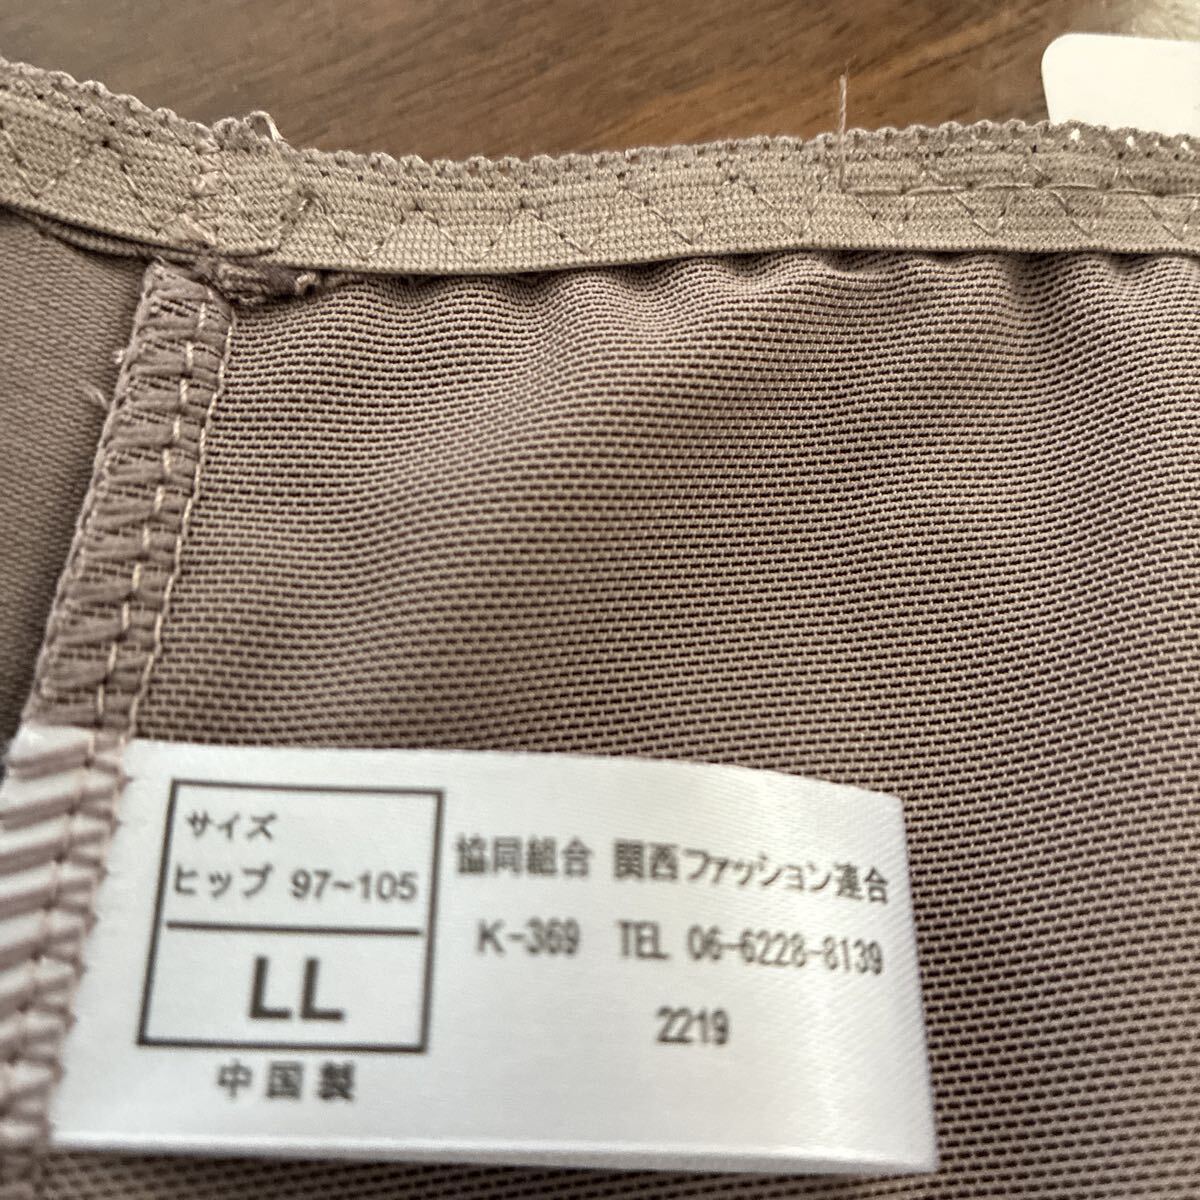 サイズ
ヒップ 97~105
LL
中国製
協同組合 関西ファッション連合
K-369 TEL 06-6228-8139
2219